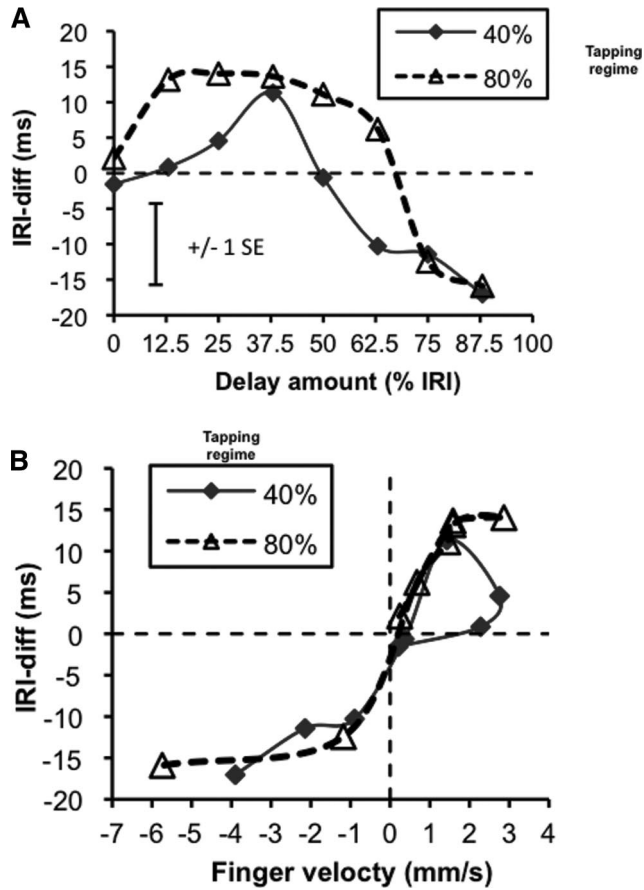 A
IRI-diff (ms)
20
15
10
5
0
-5
-10
-15
-20
40%
80%
Tapping
regime
+/- 1 SE
0 12.5 25 37.5 50 62.5 75 87.5 100
Delay amount (% IRI)
B
Tapping
regime
40%
80%
IRI-diff (ms)
20
15
10
5
0
-5
-10
-15
-20
-7 -6 -5 -4 -3 -2 -1 0 1 2 3 4
Finger velocty (mm/s)